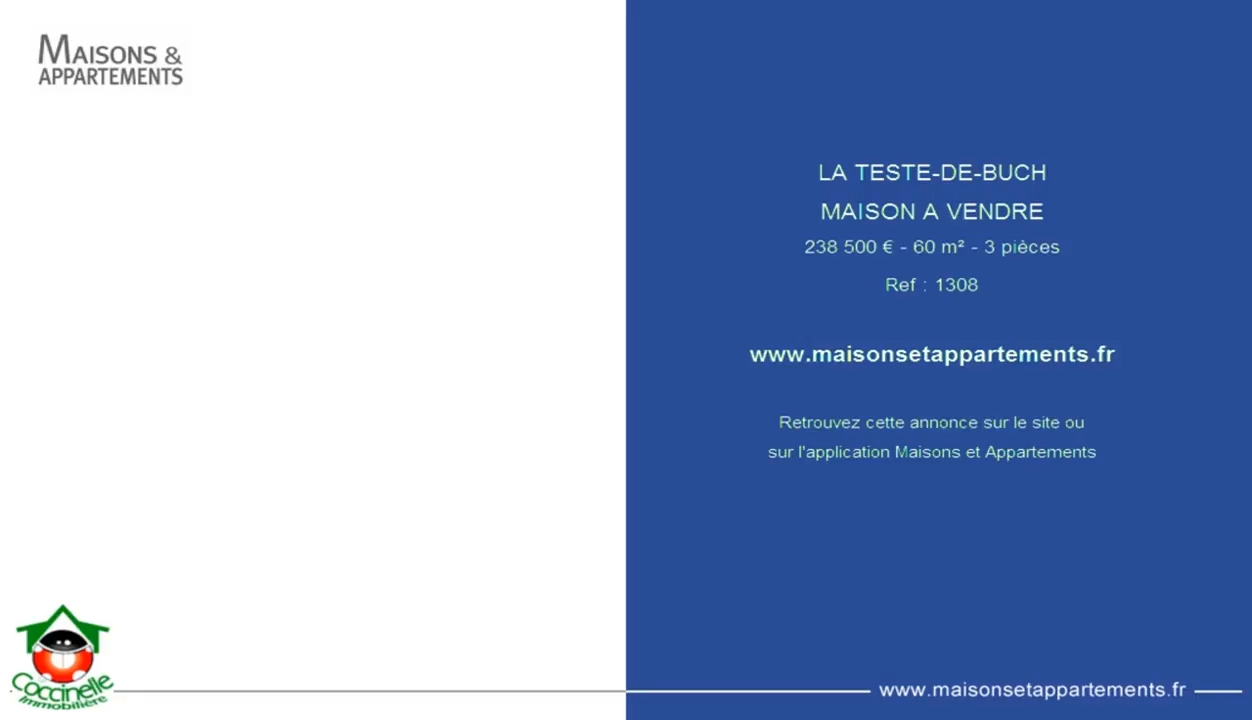 MAISONS &
APPARTEMENTS
LA TESTE-DE-BUCH
MAISON A VENDRE
238 500 € - 60 m² - 3 pièces
Ref : 1308
www.maisonsetappartements.fr
Retrouvez cette annonce sur le site ou
sur l'application Maisons et Appartements
Coccinelle
immobilière
www.maisonsetappartements.fr